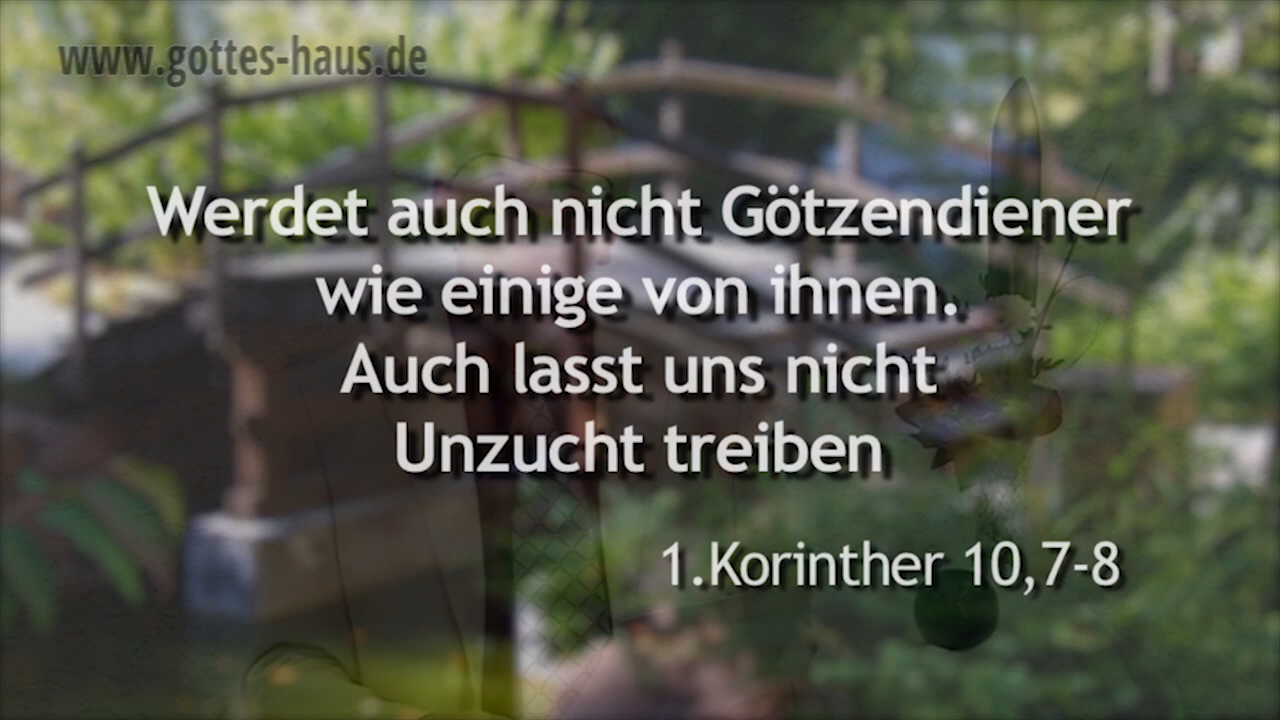 www.gottes-haus.de
Werdet auch nicht Götzendiener
wie einige von ihnen.
Auch lasst uns nicht
Unzucht treiben
1.Korinther 10,7-8